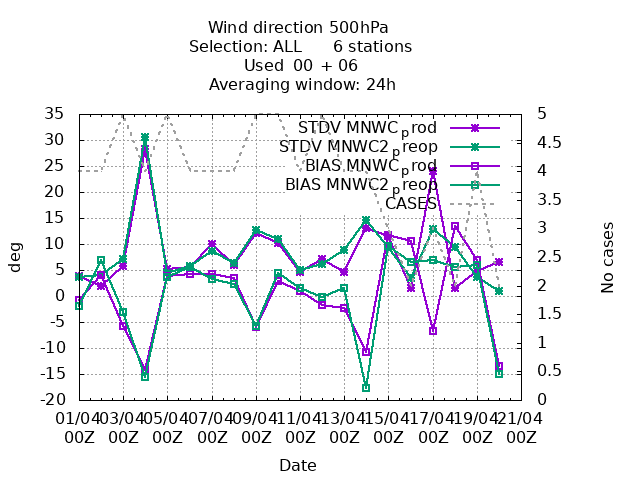 Wind direction 500hPa
Selection: ALL 6 stations
Used 00 + 06
Averaging window: 24h
35
30
25
20
15
10
5
0
-5
-10
-15
-20
deg
5
4.5
4
3.5
3
2.5
2
1.5
1
0.5
0
No cases
STDV MNWC_prod
STDV MNWC2_preop
BIAS MNWC_prod
BIAS MNWC2_preop
CASES
01/04 03/04 05/04 07/04 09/04 11/04 13/04 15/04 17/04 19/04 21/04
00Z 00Z 00Z 00Z 00Z 00Z 00Z 00Z 00Z 00Z 00Z
Date